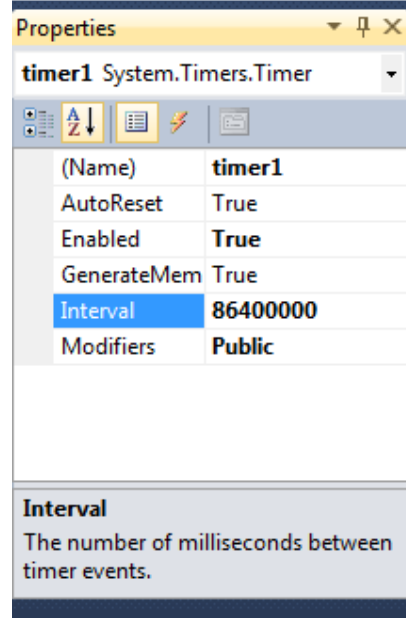 Properties
timer1 System.Timers.Timer
(Name) timer1
AutoReset True
Enabled True
GenerateMem True
Interval 86400000
Modifiers Public
Interval
The number of milliseconds between
timer events.